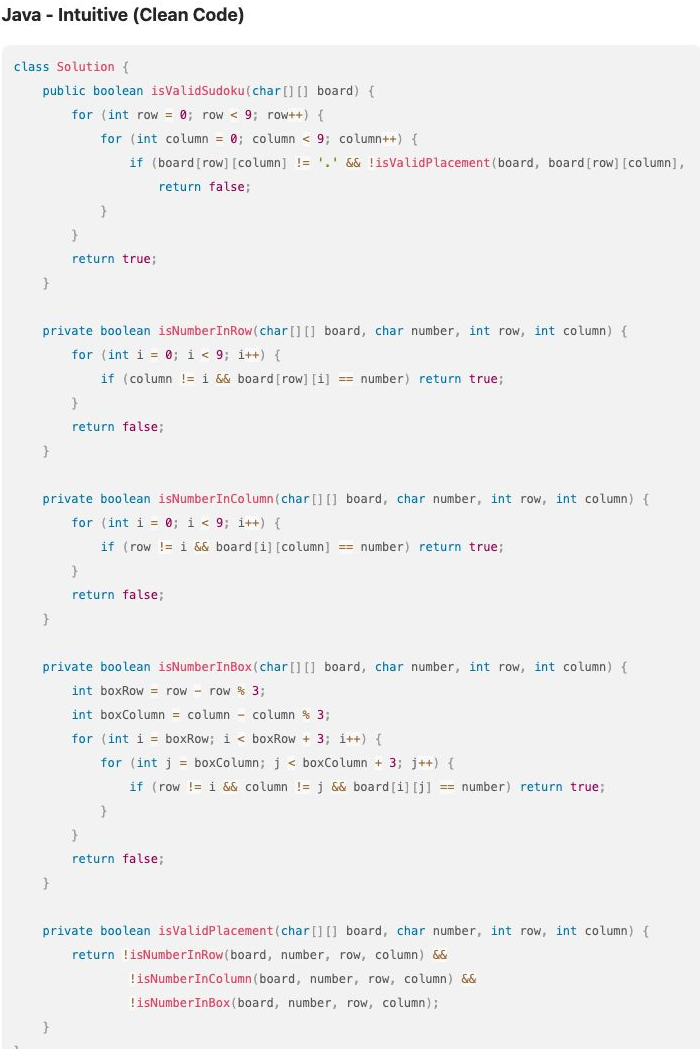 Java - Intuitive (Clean Code)
class Solution {
    public boolean isValidSudoku(char[][] board) {
        for (int row = 0; row < 9; row++) {
            for (int column = 0; column < 9; column++) {
                if (board[row][column] != '.' && !isValidPlacement(board, board[row][column],
                    return false;
            }
        }
        return true;
    }

    private boolean isNumberInRow(char[][] board, char number, int row, int column) {
        for (int i = 0; i < 9; i++) {
            if (column != i && board[row][i] == number) return true;
        }
        return false;
    }

    private boolean isNumberInColumn(char[][] board, char number, int row, int column) {
        for (int i = 0; i < 9; i++) {
            if (row != i && board[i][column] == number) return true;
        }
        return false;
    }

    private boolean isNumberInBox(char[][] board, char number, int row, int column) {
        int boxRow = row - row % 3;
        int boxColumn = column - column % 3;
        for (int i = boxRow; i < boxRow + 3; i++) {
            for (int j = boxColumn; j < boxColumn + 3; j++) {
                if (row != i && column != j && board[i][j] == number) return true;
            }
        }
        return false;
    }

    private boolean isValidPlacement(char[][] board, char number, int row, int column) {
        return !isNumberInRow(board, number, row, column) &&
                !isNumberInColumn(board, number, row, column) &&
                !isNumberInBox(board, number, row, column);
    }
}